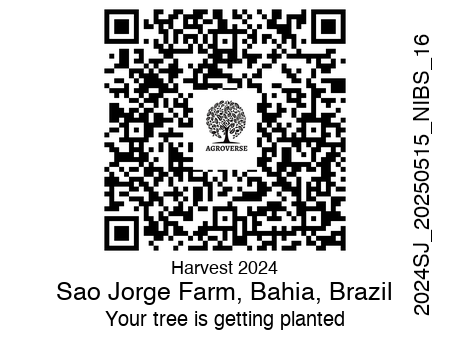 AGROVERSE
Harvest 2024
Sao Jorge Farm, Bahia, Brazil
Your tree is getting planted
2024SJ_20250515_NIBS_16